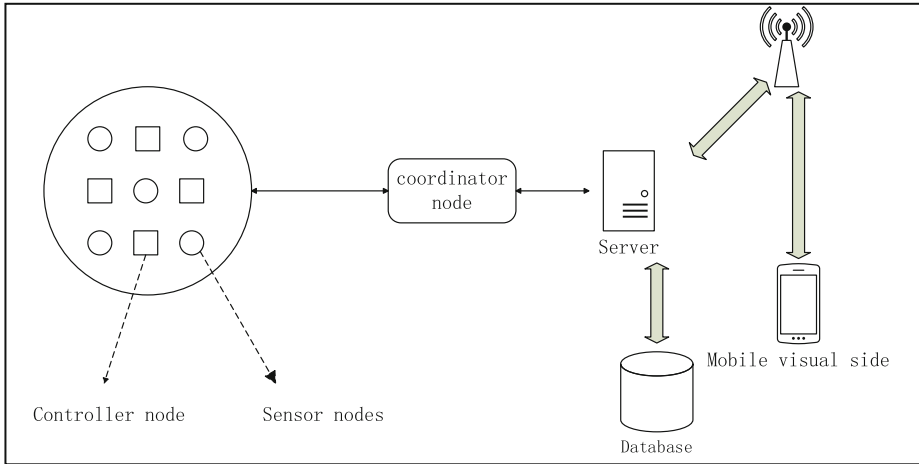 coordinator
node
Server
Mobile visual side
Controller node
Sensor nodes
Database